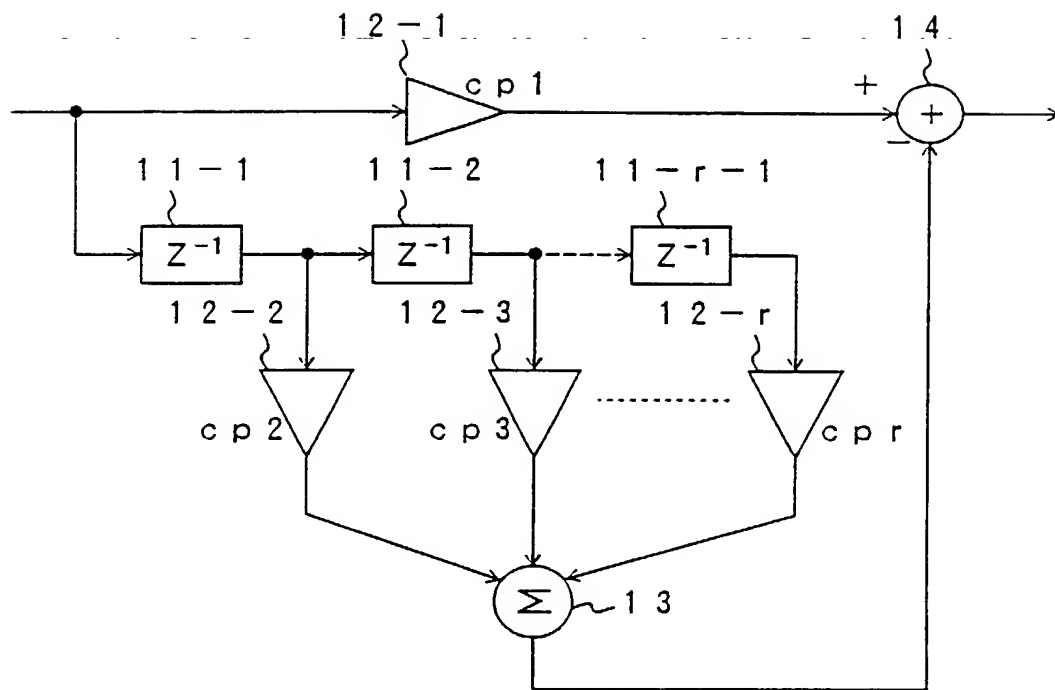 12-1
14
cp1
+
+
−
11-1
11-2
11-r-1
Z⁻¹
Z⁻¹
Z⁻¹
12-2
12-3
12-r
cp2
cp3
cpr
Σ
13